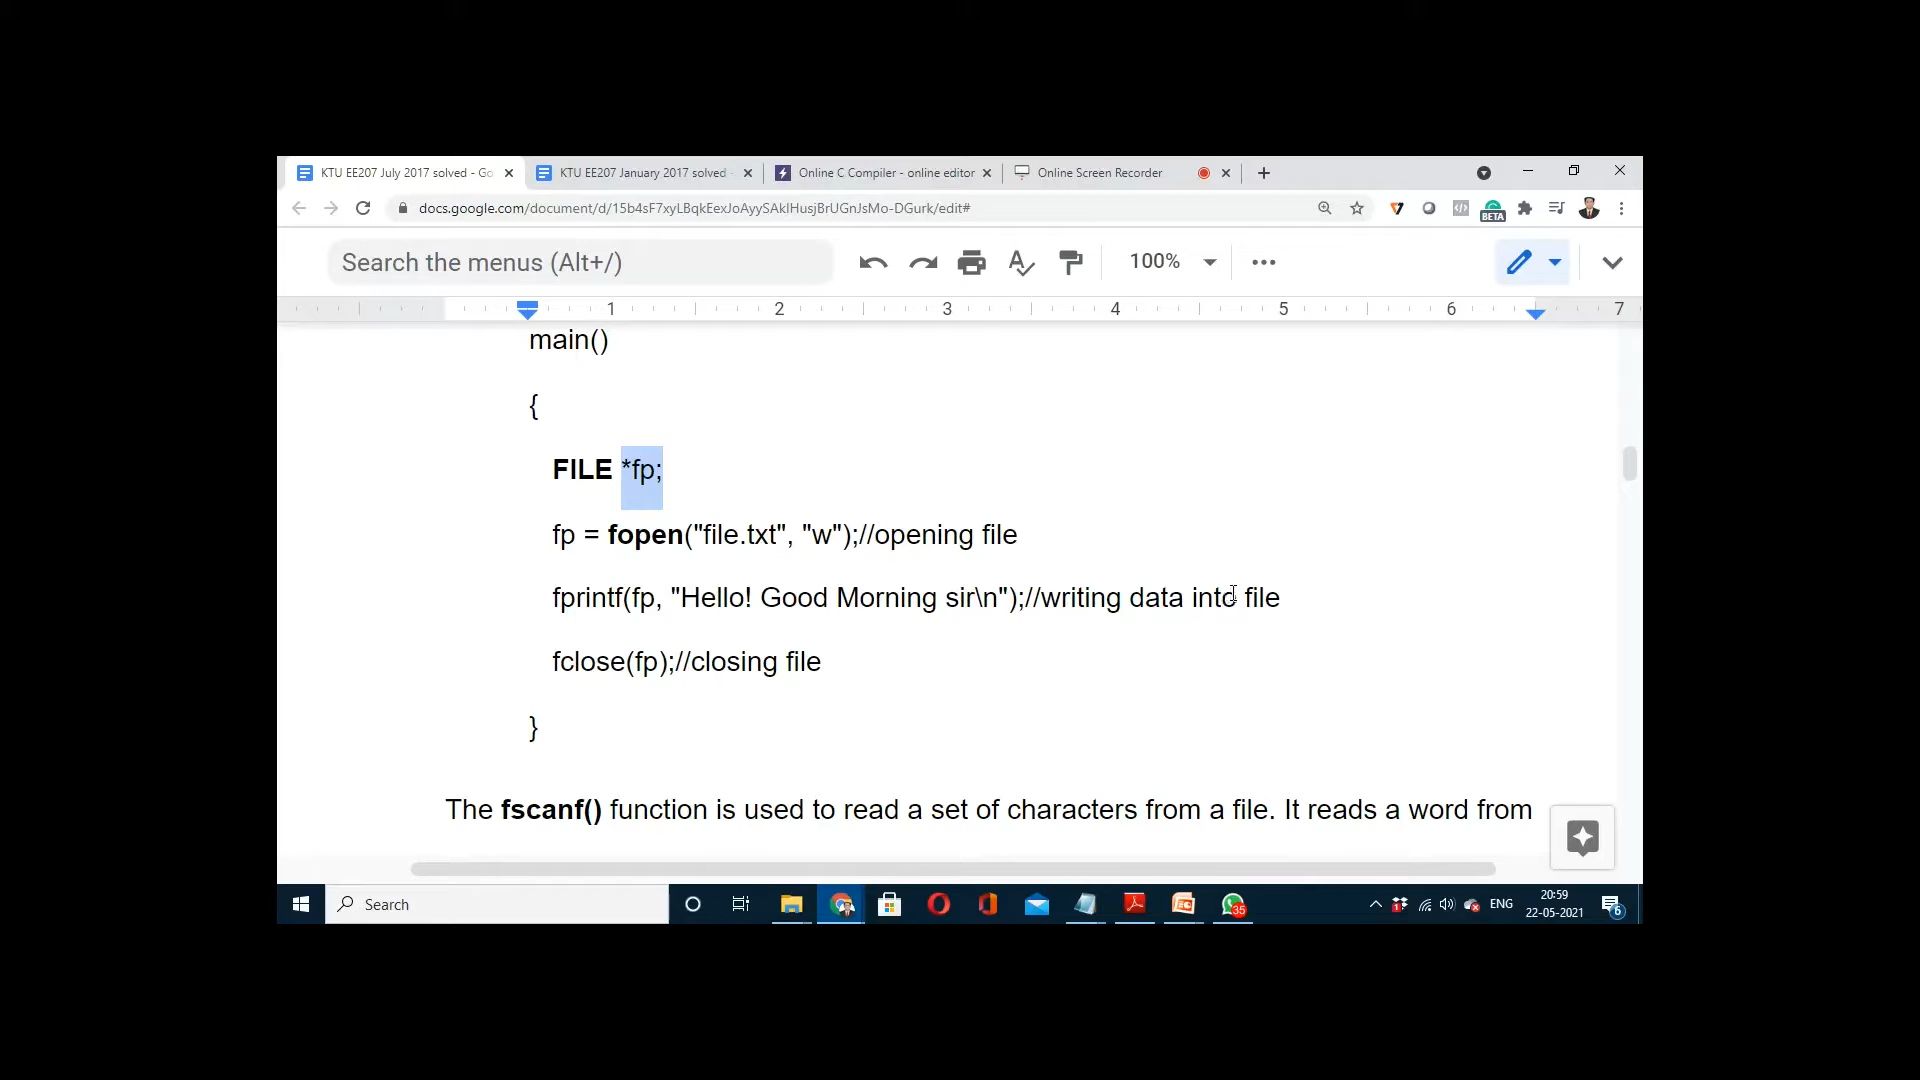 KTU EE207 July 2017 solved - Go
KTU EE207 January 2017 solved -
Online C Compiler - online editor
Online Screen Recorder
docs.google.com/document/d/15b4sF7xyLBqkEexJoAyySAklHusjBrUGnJsMo-DGurk/edit#
BETA
Search the menus (Alt+/)
100%
1 2 3 4 5 6 7
main()
{
FILE *fp;
fp = fopen("file.txt", "w");//opening file
fprintf(fp, "Hello! Good Morning sir\n");//writing data into file
fclose(fp);//closing file
}
The fscanf() function is used to read a set of characters from a file. It reads a word from
Search
35
1
ENG
20:59
22-05-2021
6